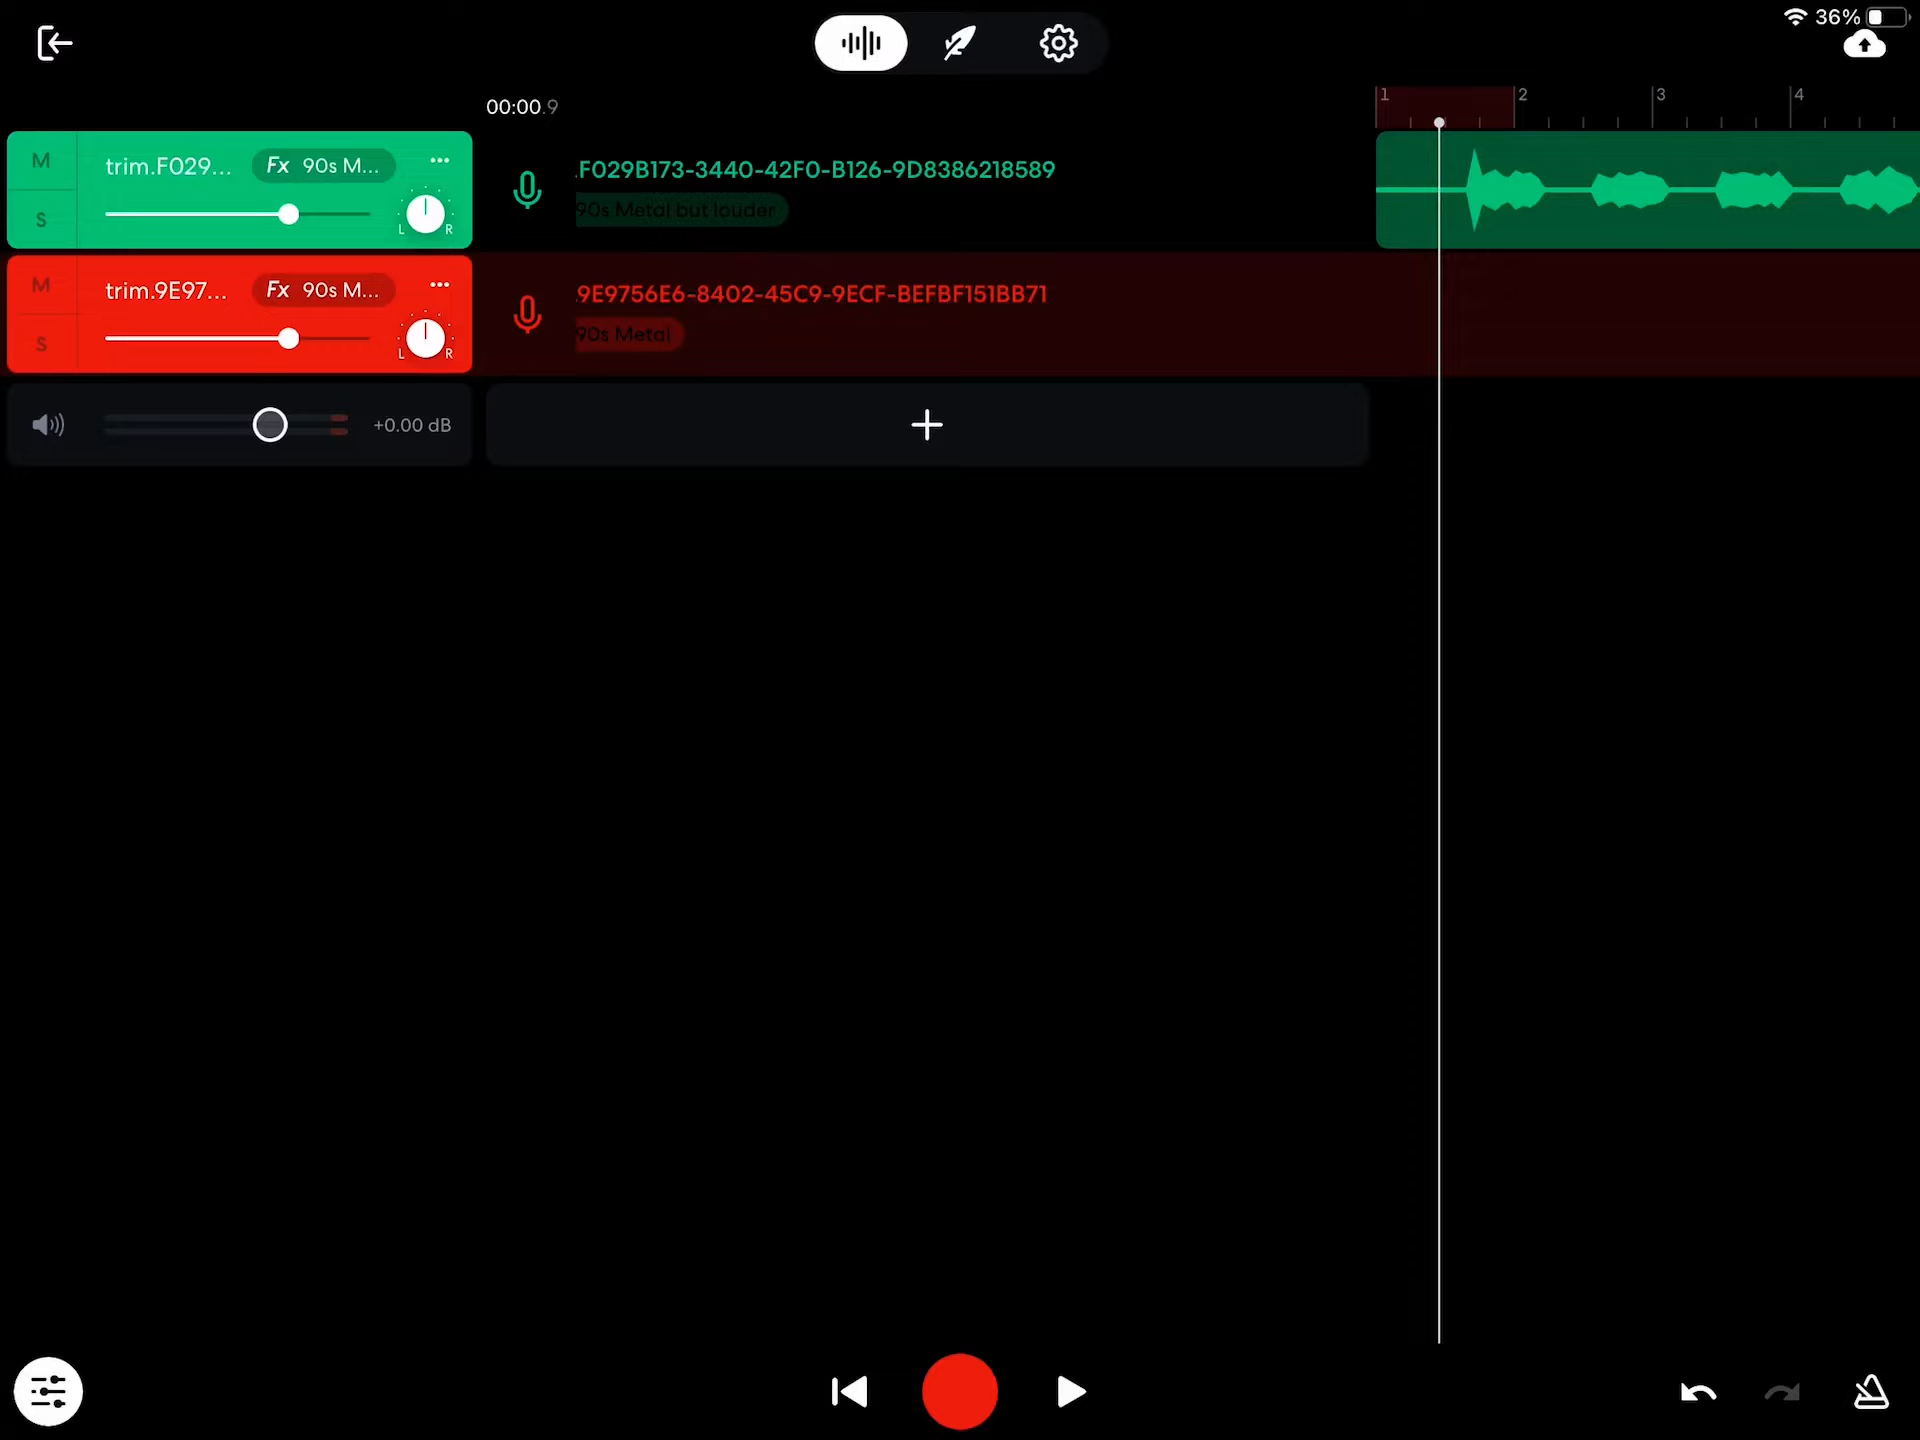 36%
00:00.9
1
2
3
4
M
trim.F029...
Fx 90s M...
...
S
L R
.F029B173-3440-42F0-B126-9D8386218589
90s Metal but louder
M
trim.9E97...
Fx 90s M...
...
S
L R
.9E9756E6-8402-45C9-9ECF-BEFBF151BB71
90s Metal
+0.00 dB